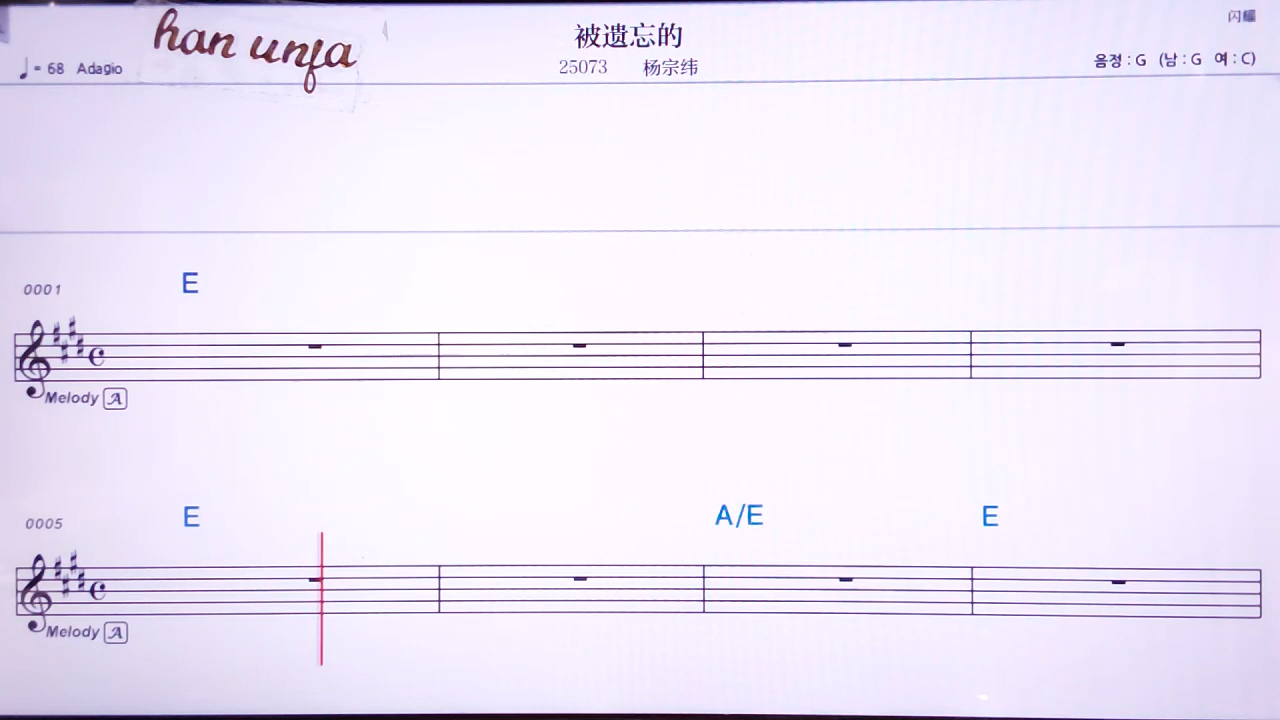 han unfa
被遗忘的
闪耀
♩ = 68 Adagio
25073 杨宗纬
음정 : G (남 : G 여 : C)
0001
E
Melody A
0005
E A/E E
Melody A